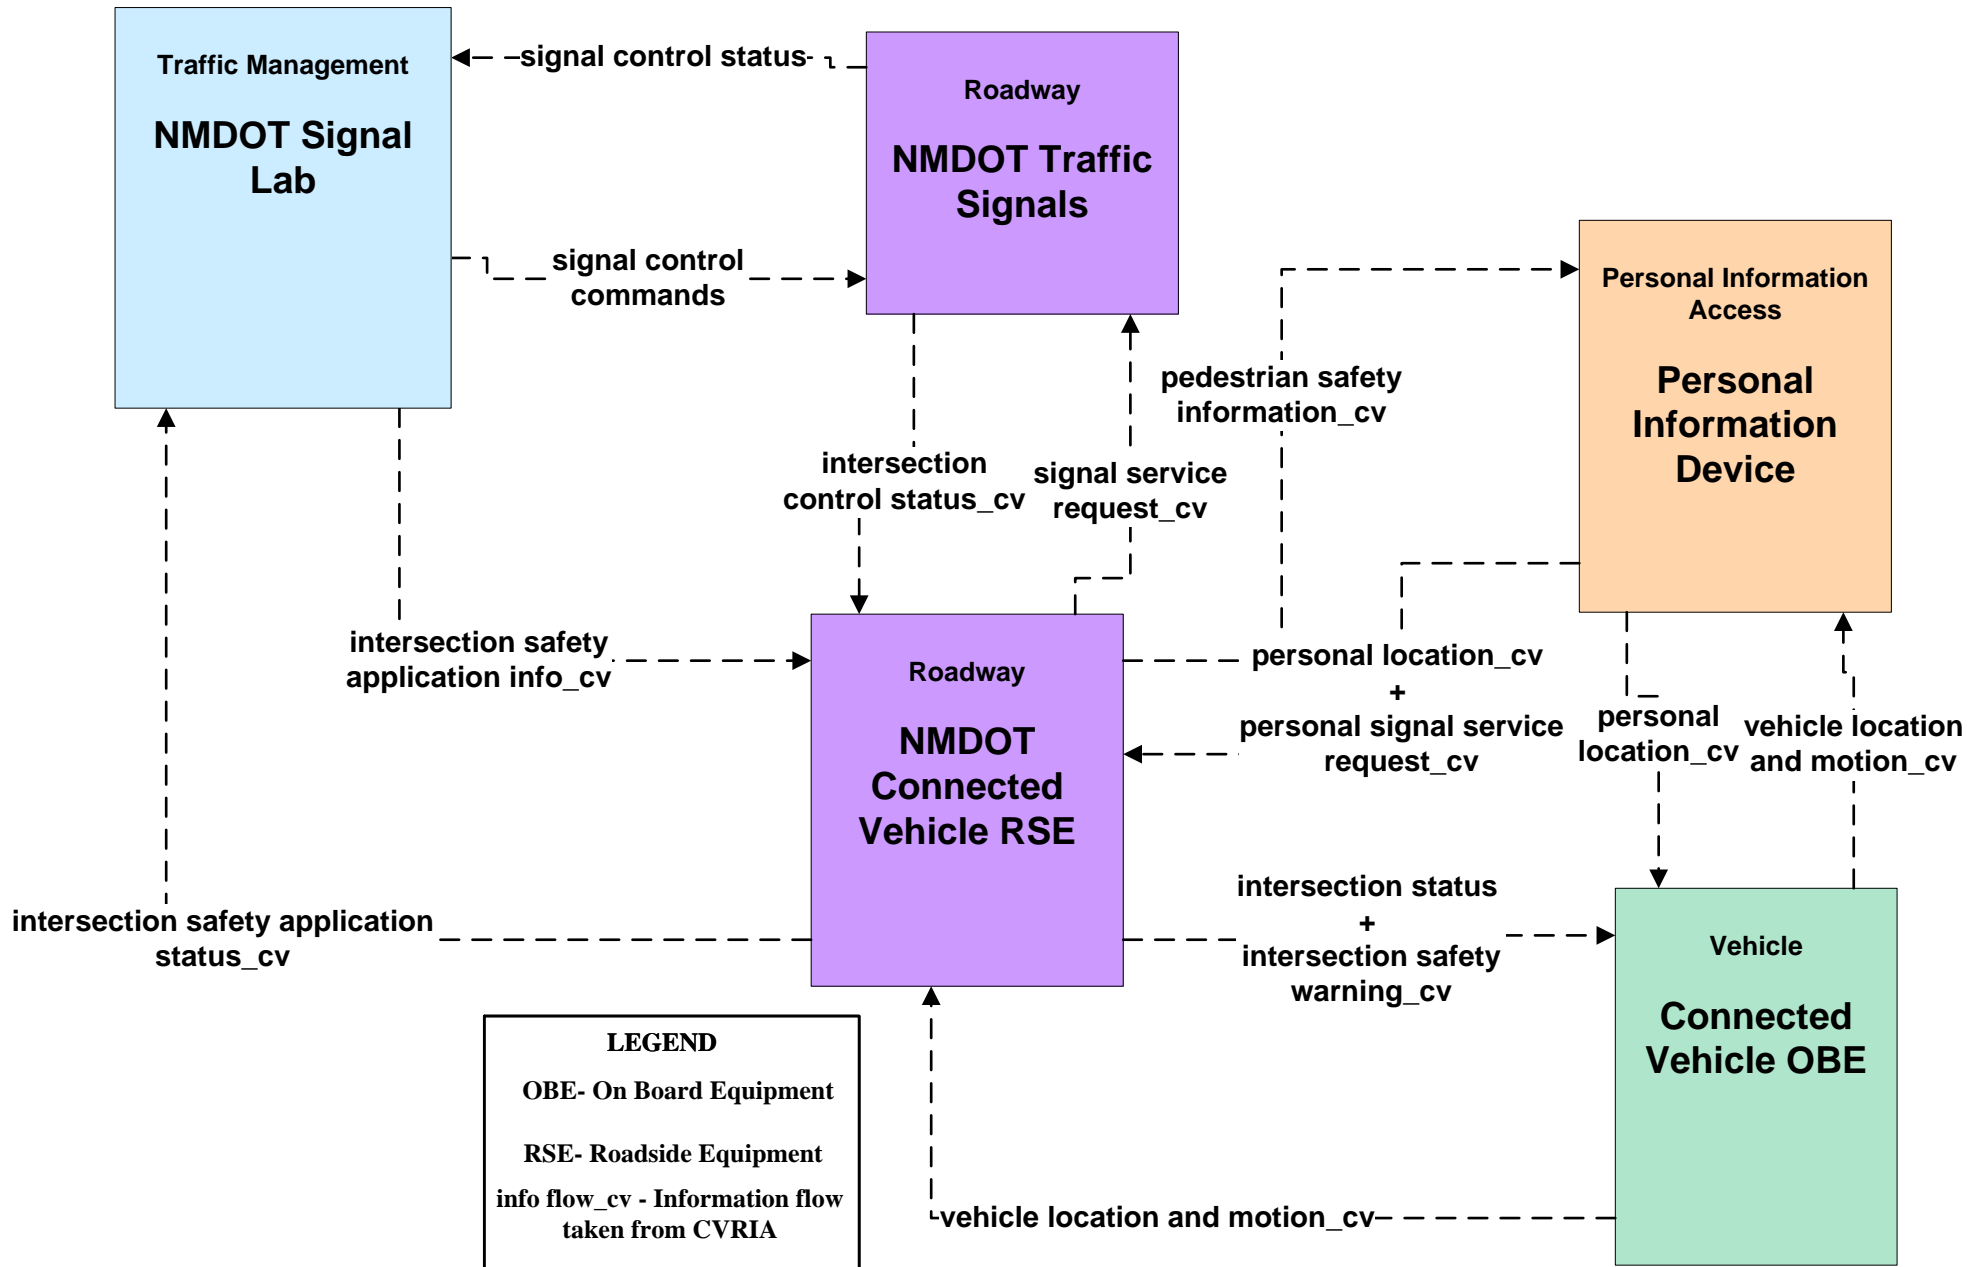 Traffic Management
NMDOT Signal
Lab
signal control status
Roadway
NMDOT Traffic
Signals
signal control
commands
Personal Information
Access
Personal
Information
Device
pedestrian safety
information_cv
intersection
control status_cv
signal service
request_cv
intersection safety
application info_cv
Roadway
NMDOT
Connected
Vehicle RSE
personal location_cv
+
personal signal service
request_cv
personal
location_cv
vehicle location
and motion_cv
intersection safety application
status_cv
intersection status
+
intersection safety
warning_cv
Vehicle
Connected
Vehicle OBE
LEGEND
OBE- On Board Equipment
RSE- Roadside Equipment
info flow_cv - Information flow
taken from CVRIA
vehicle location and motion_cv